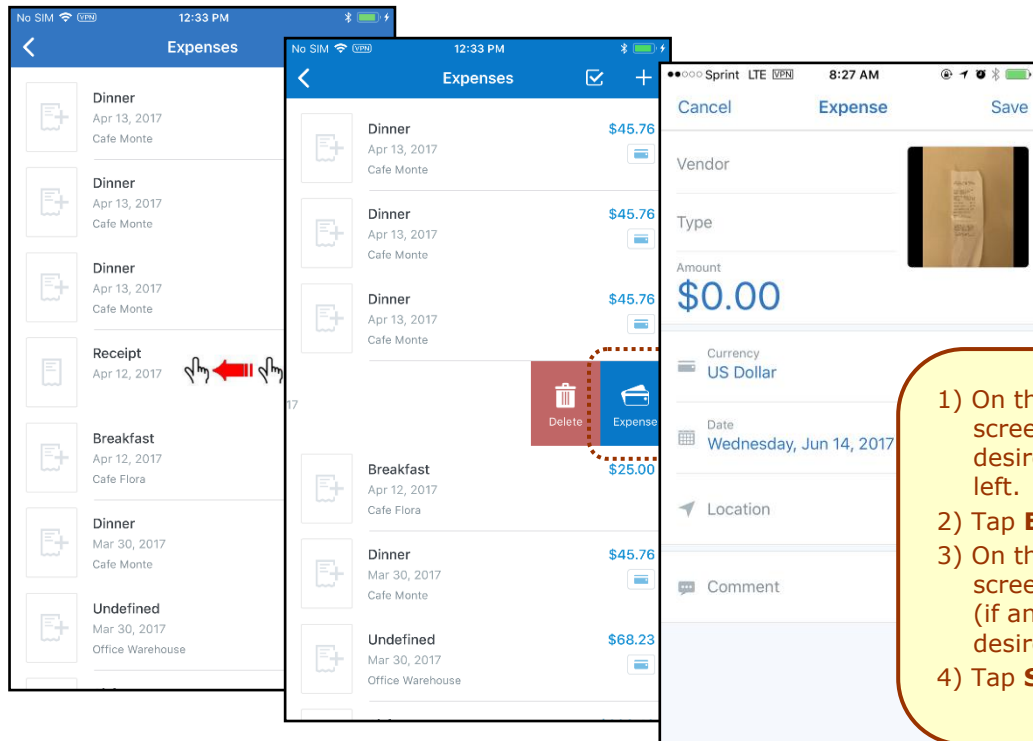 No SIM VPN 12:33 PM
Expenses
Dinner
Apr 13, 2017
Cafe Monte
Dinner
Apr 13, 2017
Cafe Monte
Dinner
Apr 13, 2017
Cafe Monte
Receipt
Apr 12, 2017
Breakfast
Apr 12, 2017
Cafe Flora
Dinner
Mar 30, 2017
Cafe Monte
Undefined
Mar 30, 2017
Office Warehouse
No SIM VPN 12:33 PM
Expenses
Dinner $45.76
Apr 13, 2017
Cafe Monte
Dinner $45.76
Apr 13, 2017
Cafe Monte
Dinner $45.76
Apr 13, 2017
Cafe Monte
17
Delete Expense
Breakfast $25.00
Apr 12, 2017
Cafe Flora
Dinner $45.76
Mar 30, 2017
Cafe Monte
Undefined $68.23
Mar 30, 2017
Office Warehouse
Sprint LTE VPN 8:27 AM
Cancel Expense Save
Vendor
Type
Amount
$0.00
Currency
US Dollar
Date
Wednesday, Jun 14, 2017
Location
Comment
1) On th
scree
desir
left.
2) Tap E
3) On th
scree
(if an
desir
4) Tap S